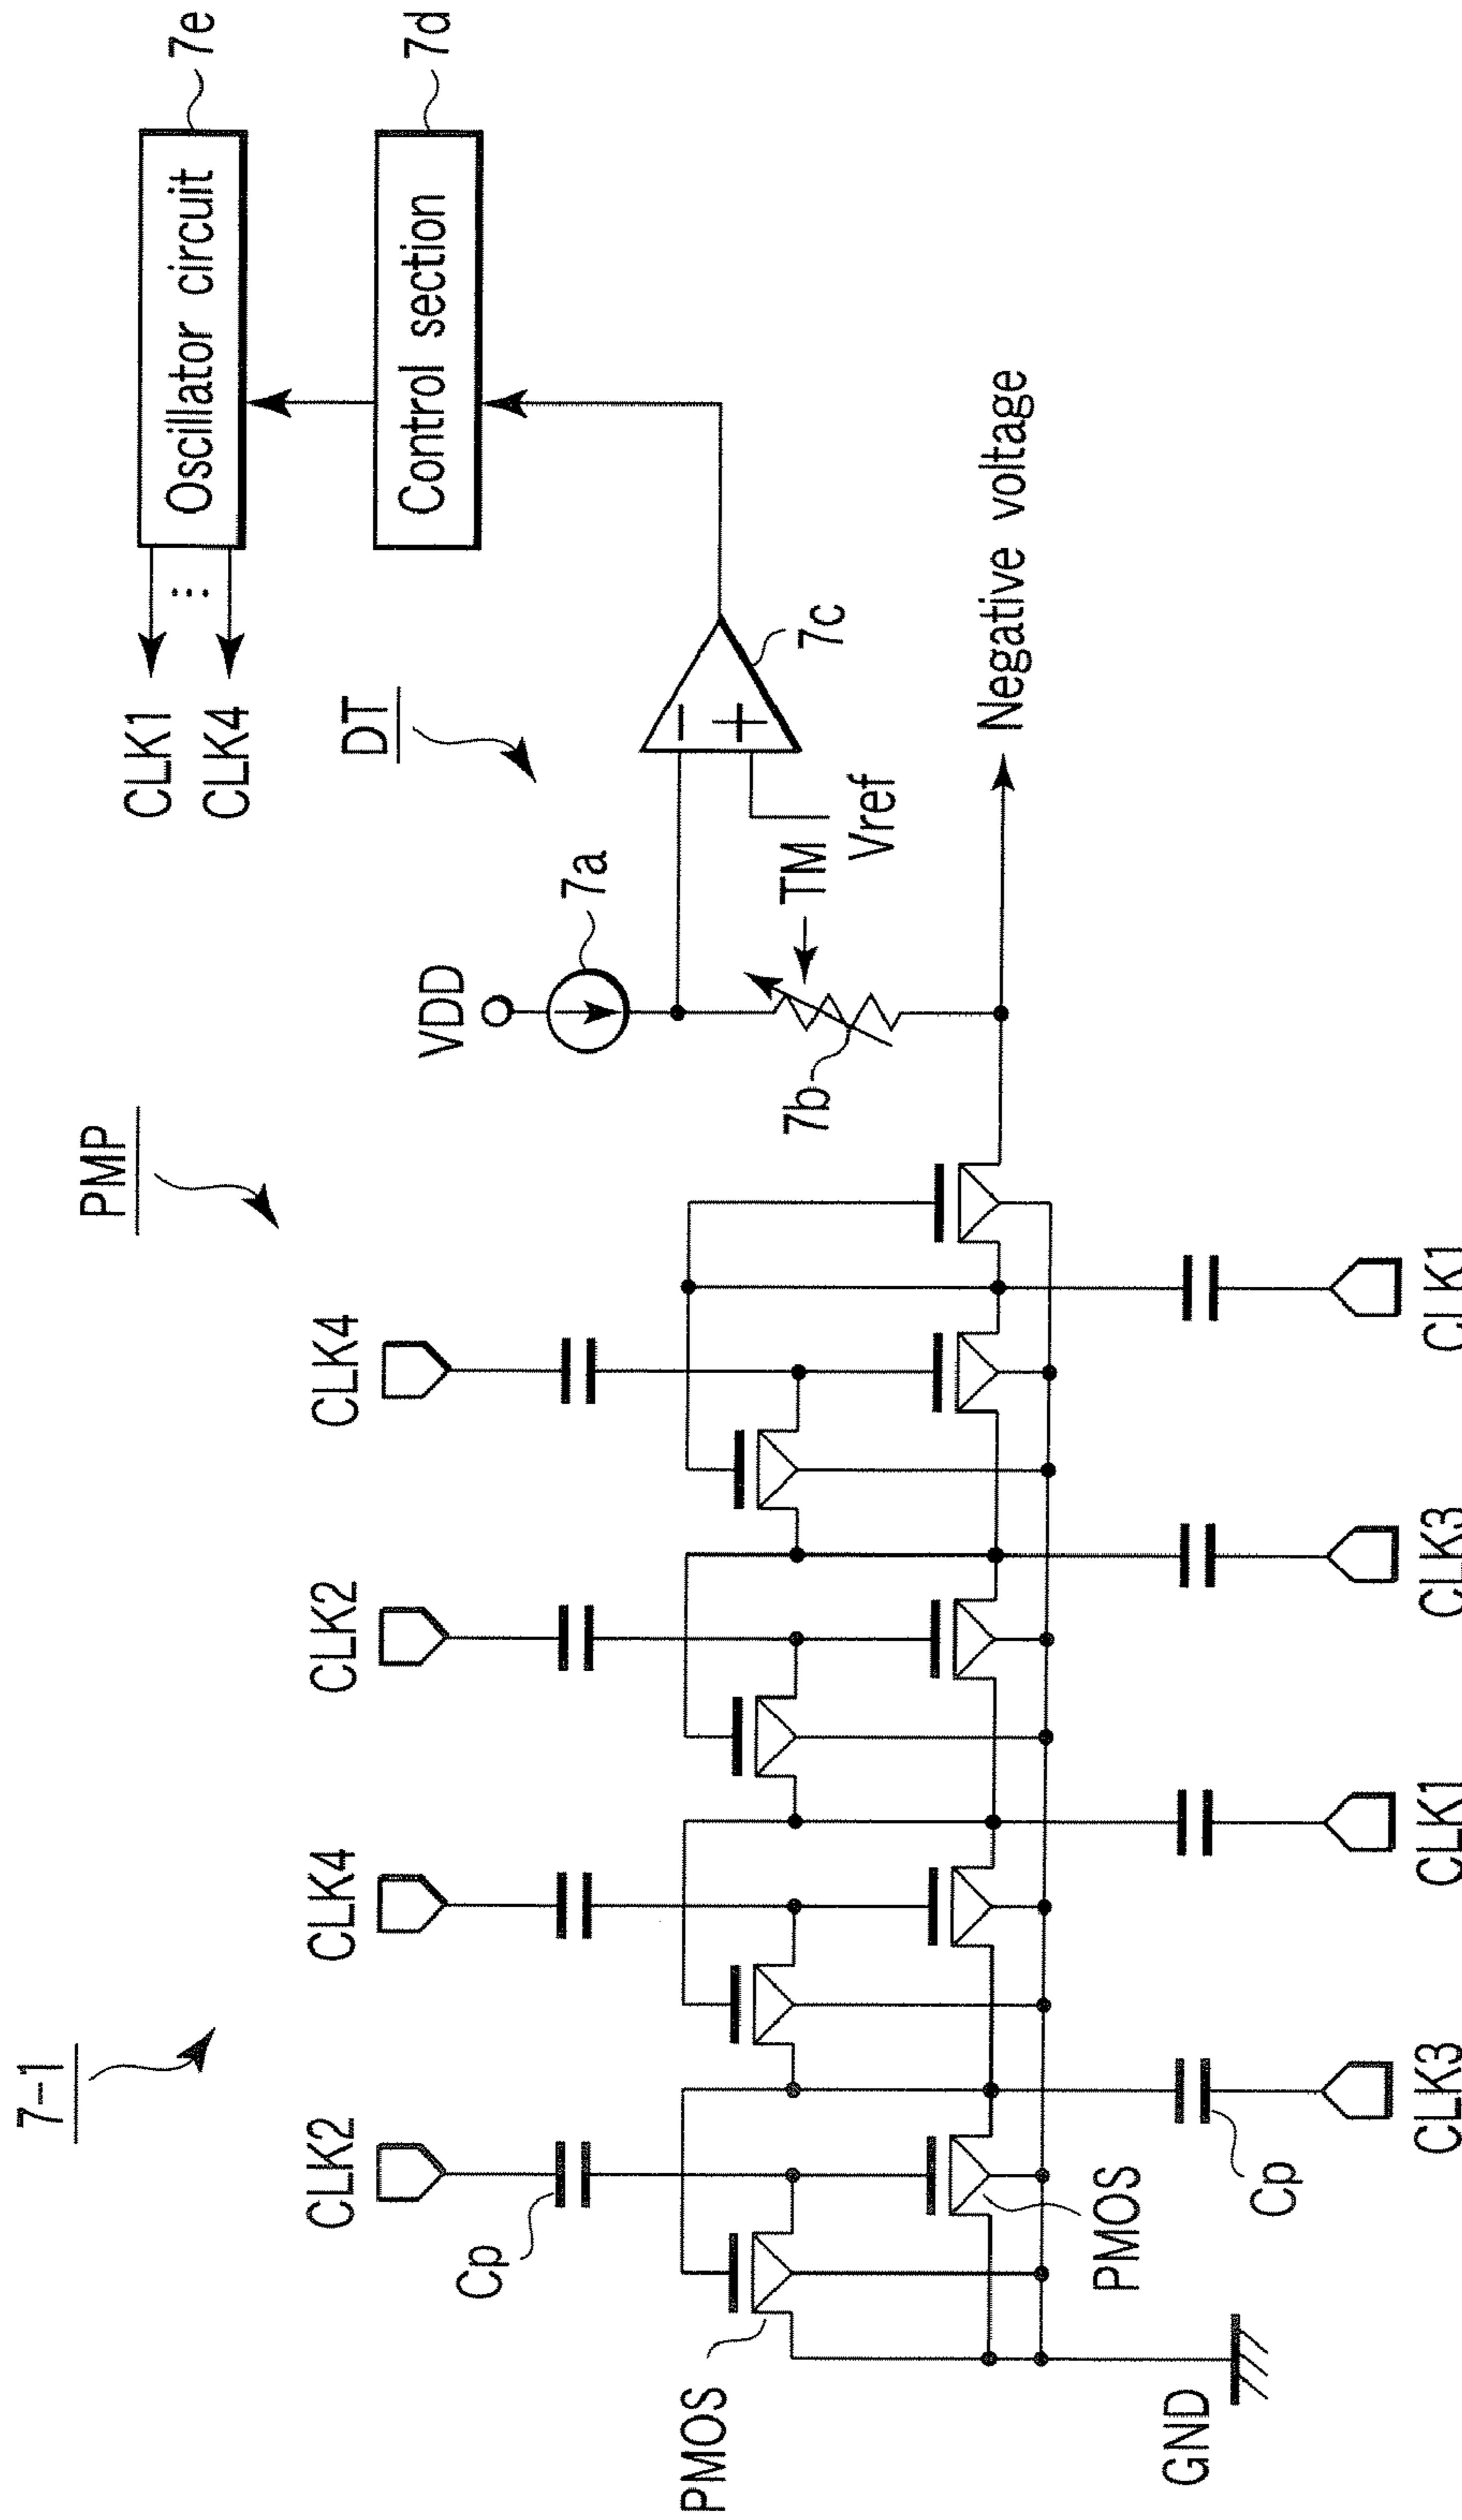 7-1
PMP
CLK1
CLK4
7e
Oscillator circuit
7d
Control section
DT
CLK2
CLK4
CLK2
CLK4
VDD
7a
7c
Cp
TM
Vref
7b
PMOS
Negative voltage
PMOS
GND
Cp
CLK3
CLK1
CLK3
CLK1